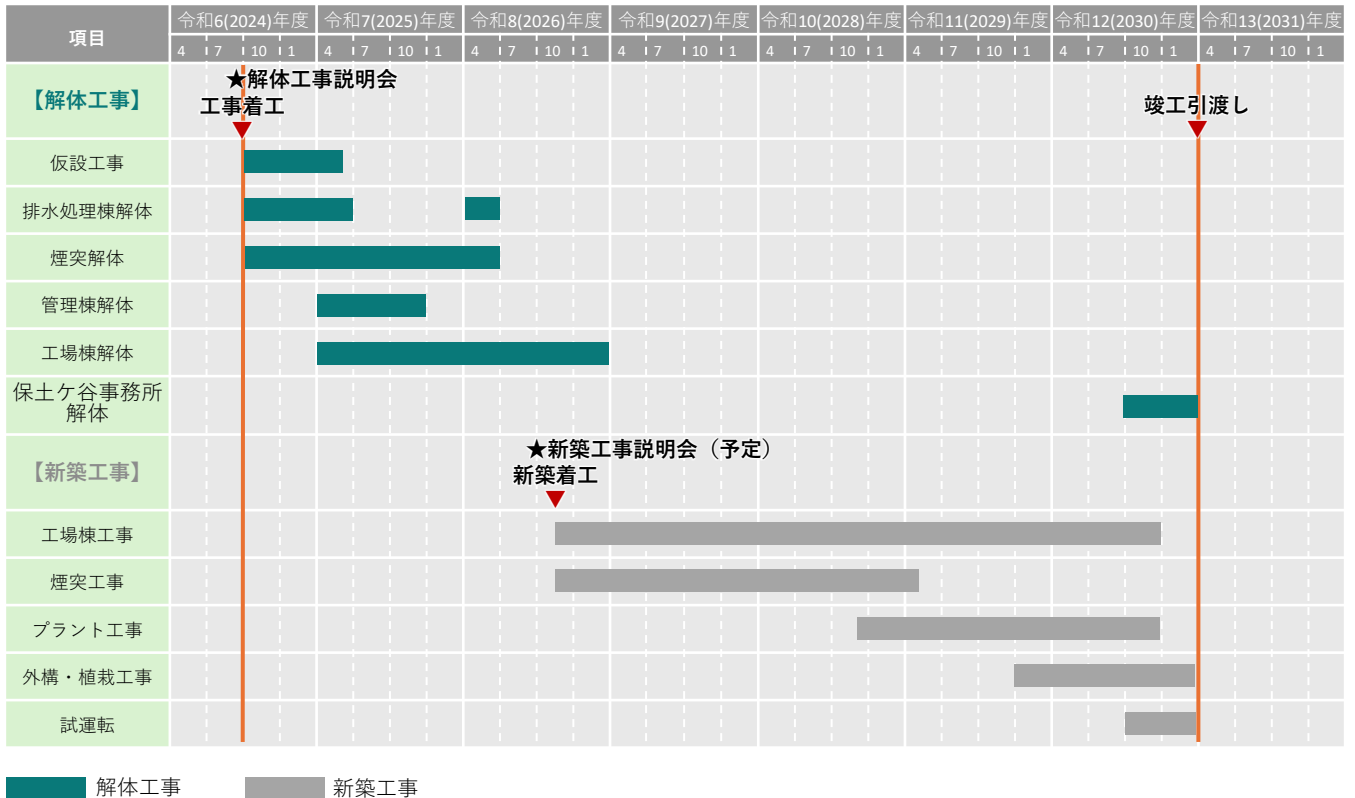 項目
令和6(2024)年度 令和7(2025)年度 令和8(2026)年度 令和9(2027)年度 令和10(2028)年度 令和11(2029)年度 令和12(2030)年度 令和13(2031)年度
4 7 10 1 4 7 10 1 4 7 10 1 4 7 10 1 4 7 10 1 4 7 10 1 4 7 10 1 4 7 10 1
【解体工事】
★解体工事説明会
工事着工
竣工引渡し
仮設工事
排水処理棟解体
煙突解体
管理棟解体
工場棟解体
保土ケ谷事務所
解体
【新築工事】
★新築工事説明会（予定）
新築着工
工場棟工事
煙突工事
プラント工事
外構・植栽工事
試運転
解体工事 新築工事